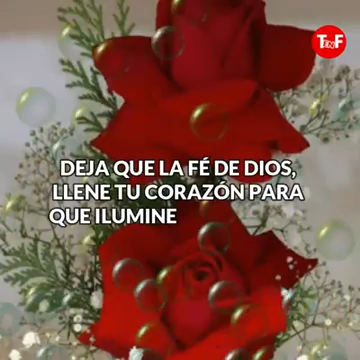 DEJA QUE LA FÉ DE DIOS,
LLENE TU CORAZÓN PARA
QUE ILUMINE